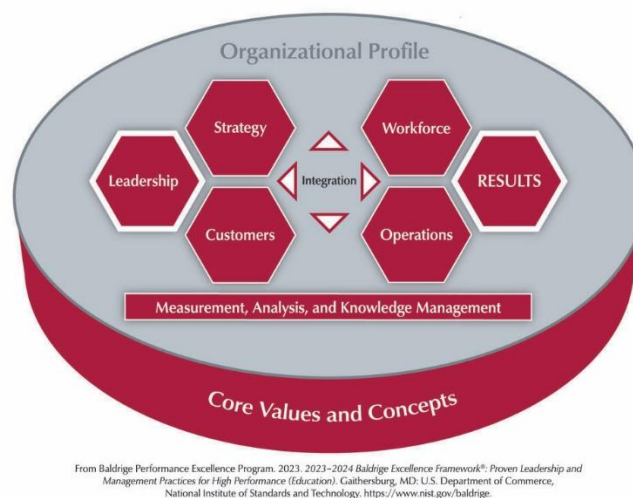 Organizational Profile
Strategy
Workforce
Leadership
Integration
RESULTS
Customers
Operations
Measurement, Analysis, and Knowledge Management
Core Values and Concepts
From Baldrige Performance Excellence Program. 2023. 2023–2024 Baldrige Excellence Framework®: Proven Leadership and
Management Practices for High Performance (Education). Gaithersburg, MD: U.S. Department of Commerce,
National Institute of Standards and Technology. https://www.nist.gov/baldrige.